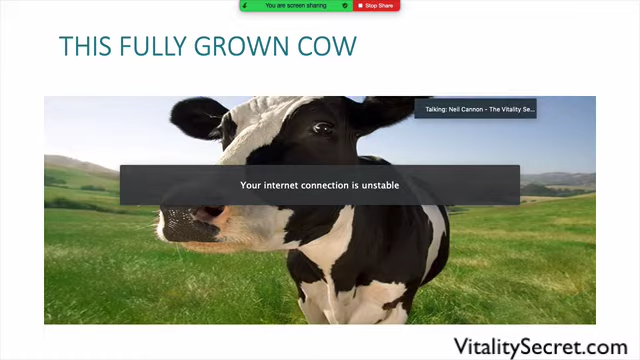 You are screen sharing
Stop Share
THIS FULLY GROWN COW
Talking: Neil Cannon - The Vitality Se...
Your internet connection is unstable
VitalitySecret.com